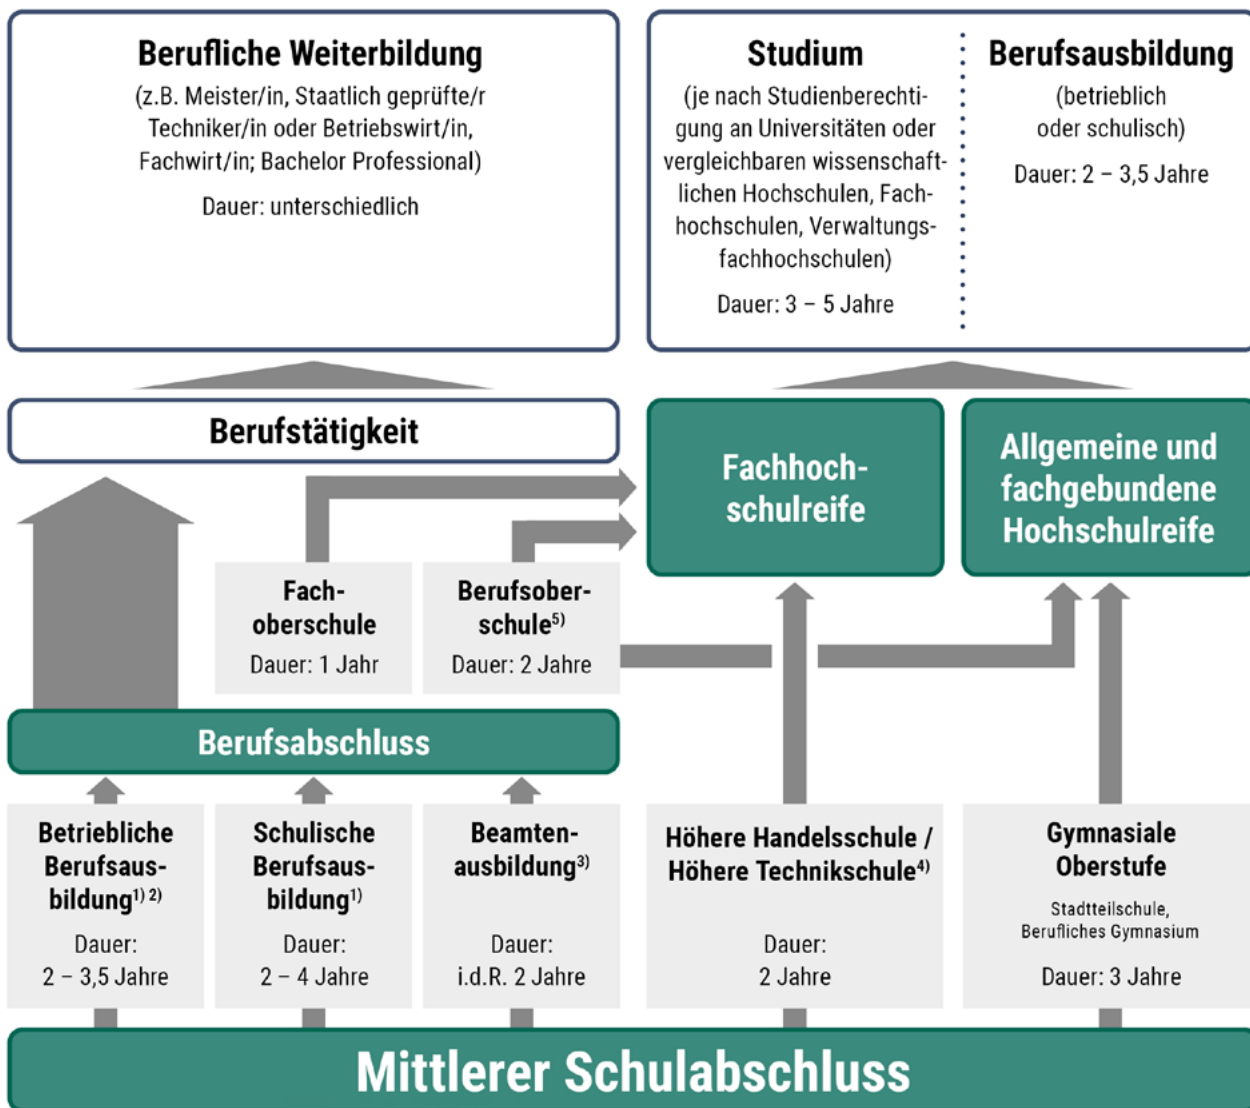 Berufliche Weiterbildung
(z.B. Meister/in, Staatlich geprüfte/r
Techniker/in oder Betriebswirt/in,
Fachwirt/in; Bachelor Professional)
Dauer: unterschiedlich
Studium
(je nach Studienberechti-
gung an Universitäten oder
vergleichbaren wissenschaft-
lichen Hochschulen, Fach-
hochschulen, Verwaltungs-
fachhochschulen)
Dauer: 3 – 5 Jahre
Berufsausbildung
(betrieblich
oder schulisch)
Dauer: 2 – 3,5 Jahre
Berufstätigkeit
Fachhoch-
schulreife
Allgemeine und
fachgebundene
Hochschulreife
Fach-
oberschule
Dauer: 1 Jahr
Berufsober-
schule⁵⁾
Dauer: 2 Jahre
Berufsabschluss
Betriebliche
Berufsaus-
bildung¹⁾ ²⁾
Dauer:
2 – 3,5 Jahre
Schulische
Berufsaus-
bildung¹⁾
Dauer:
2 – 4 Jahre
Beamten-
ausbildung³⁾
Dauer:
i.d.R. 2 Jahre
Höhere Handelsschule /
Höhere Technikschule⁴⁾
Dauer:
2 Jahre
Gymnasiale
Oberstufe
Stadtteilschule,
Berufliches Gymnasium
Dauer: 3 Jahre
Mittlerer Schulabschluss